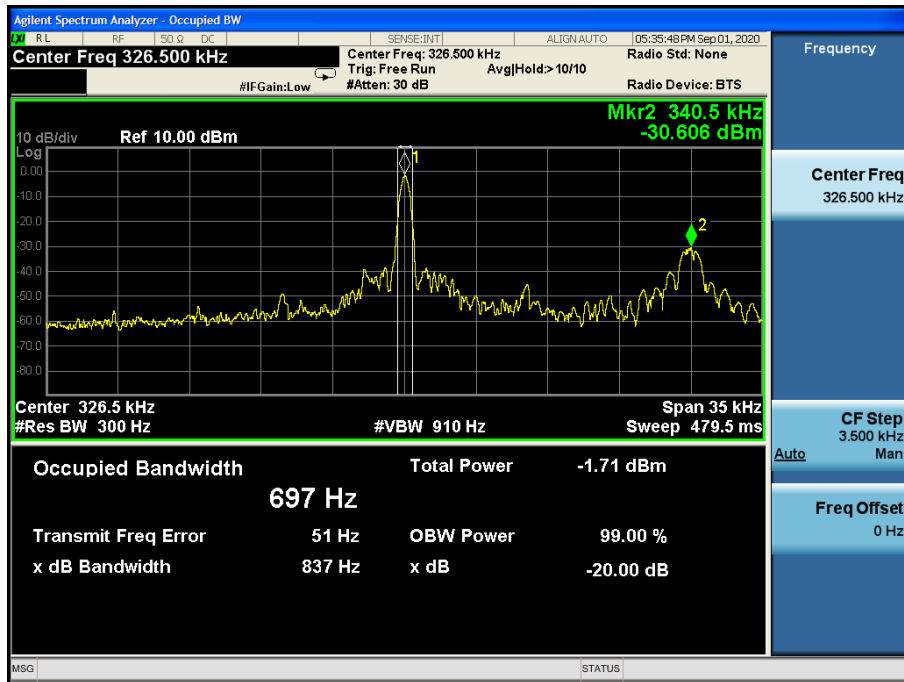 Agilent Spectrum Analyzer - Occupied BW
LXI RL RF 50 Ω DC SENSE:INT ALIGN AUTO 05:35:48 PM Sep 01, 2020
Center Freq 326.500 kHz
Center Freq: 326.500 kHz Radio Std: None
Trig: Free Run Avg|Hold:> 10/10
#IFGain:Low #Atten: 30 dB Radio Device: BTS
Frequency
Mkr2 340.5 kHz
10 dB/div Ref 10.00 dBm -30.606 dBm
Log
0.00
-10.0
-20.0
-30.0
-40.0
-50.0
-60.0
-70.0
-80.0
1
2
Center 326.5 kHz Span 35 kHz
#Res BW 300 Hz #VBW 910 Hz Sweep 479.5 ms
Occupied Bandwidth Total Power -1.71 dBm
697 Hz
Transmit Freq Error 51 Hz OBW Power 99.00 %
x dB Bandwidth 837 Hz x dB -20.00 dB
Center Freq
326.500 kHz
CF Step
3.500 kHz
Auto Man
Freq Offset
0 Hz
MSG STATUS